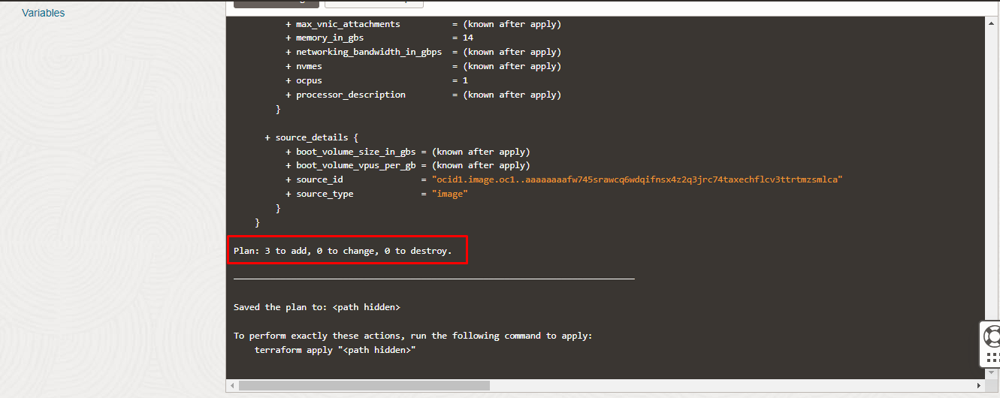 Variables
+ max_vnic_attachments = (known after apply)
+ memory_in_gbs = 14
+ networking_bandwidth_in_gbps = (known after apply)
+ nvmes = (known after apply)
+ ocpus = 1
+ processor_description = (known after apply)
}
+ source_details {
+ boot_volume_size_in_gbs = (known after apply)
+ boot_volume_vpus_per_gb = (known after apply)
+ source_id = "ocid1.image.oc1..aaaaaaaafw745srawcq6wdqifnsx4z2q3jrc74taxechflcv3ttrtmzsmlca"
+ source_type = "image"
}
}
Plan: 3 to add, 0 to change, 0 to destroy.
Saved the plan to: <path hidden>
To perform exactly these actions, run the following command to apply:
terraform apply "<path hidden>"